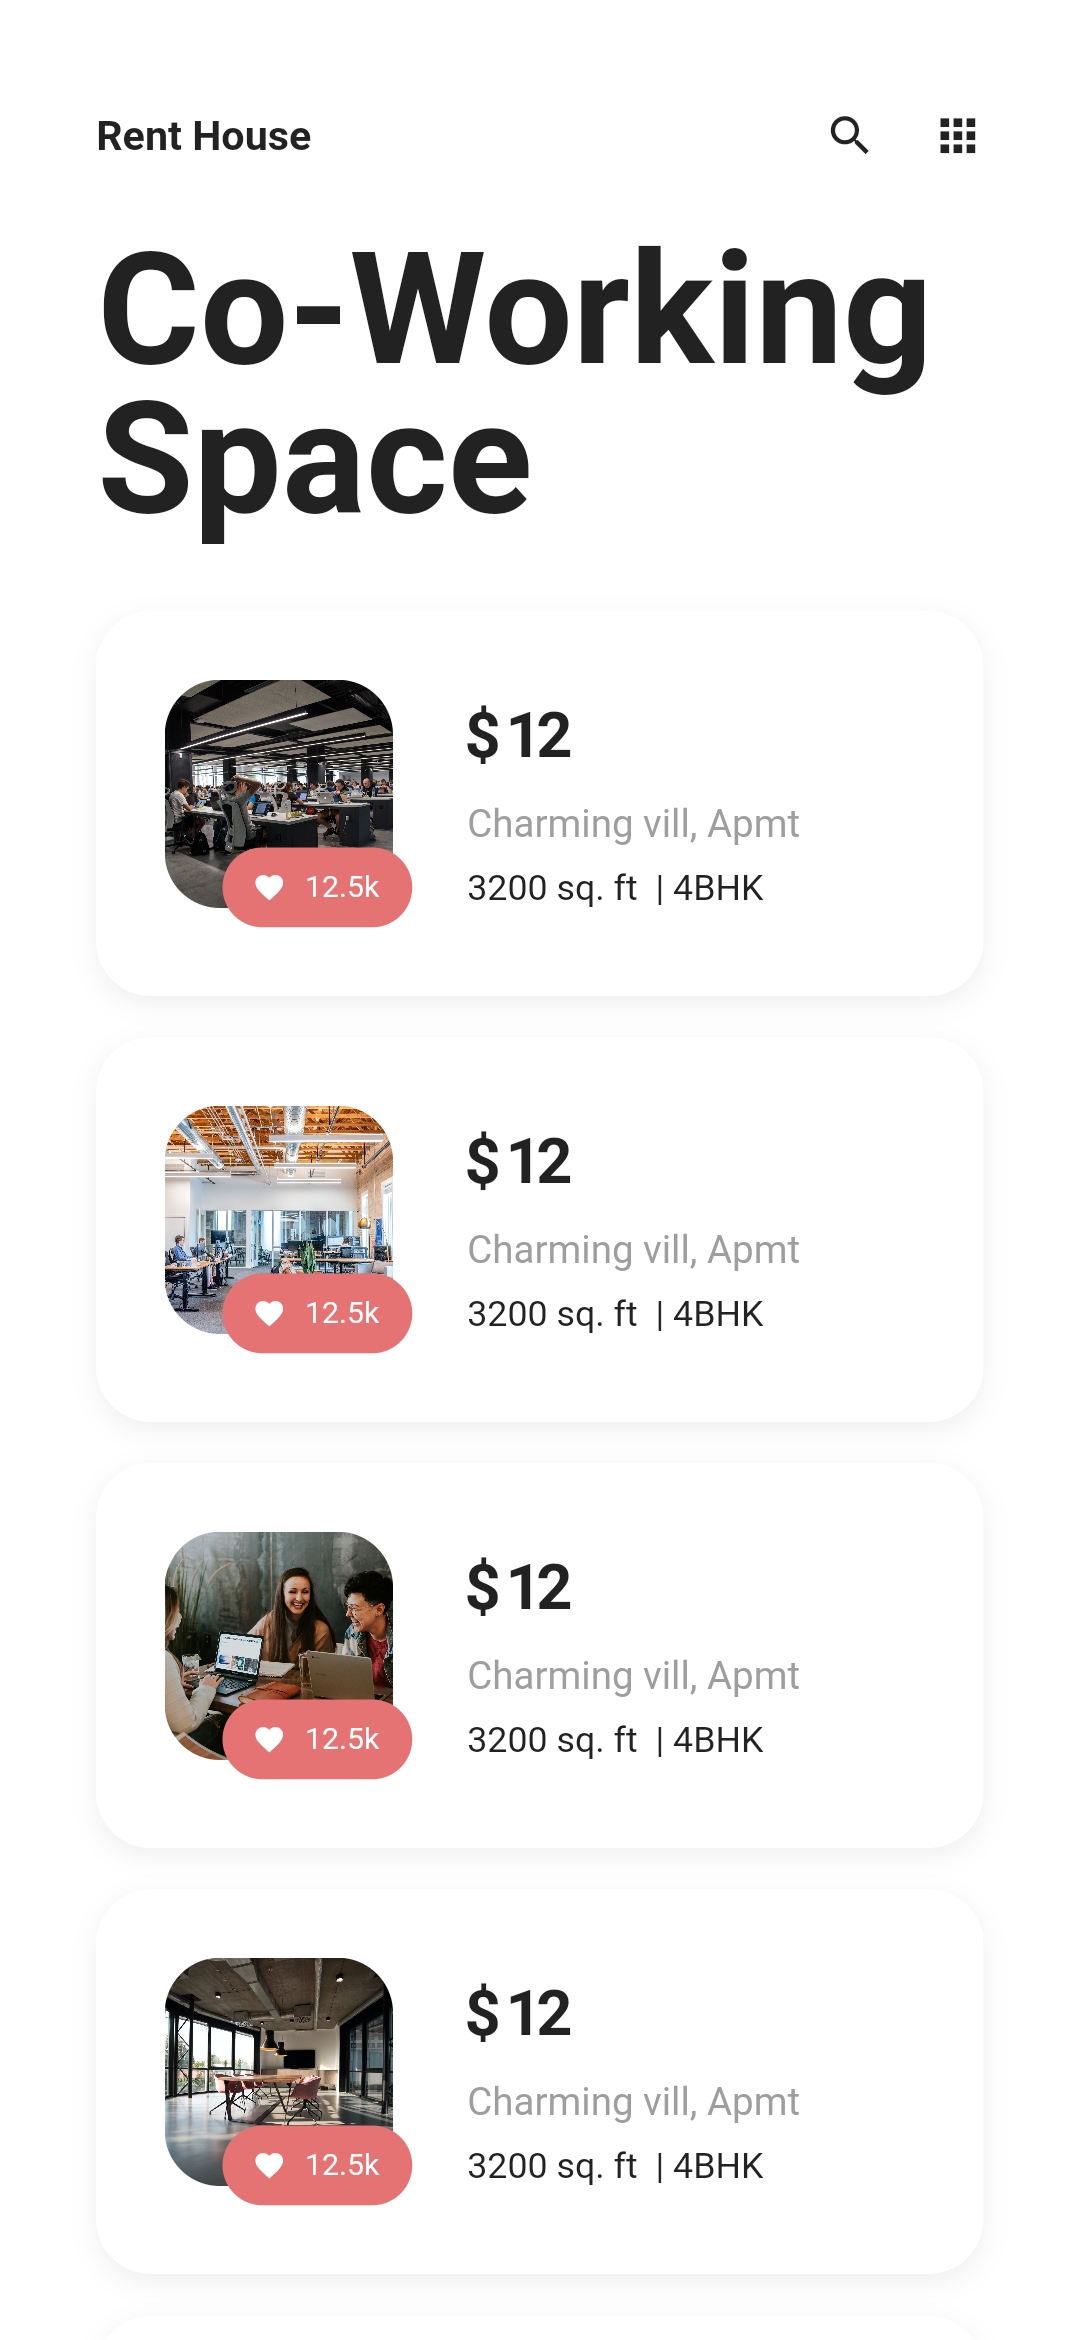 Rent House
Co-Working
Space
$ 12
Charming vill, Apmt
3200 sq. ft | 4BHK
12.5k
$ 12
Charming vill, Apmt
3200 sq. ft | 4BHK
12.5k
$ 12
Charming vill, Apmt
3200 sq. ft | 4BHK
12.5k
$ 12
Charming vill, Apmt
3200 sq. ft | 4BHK
12.5k